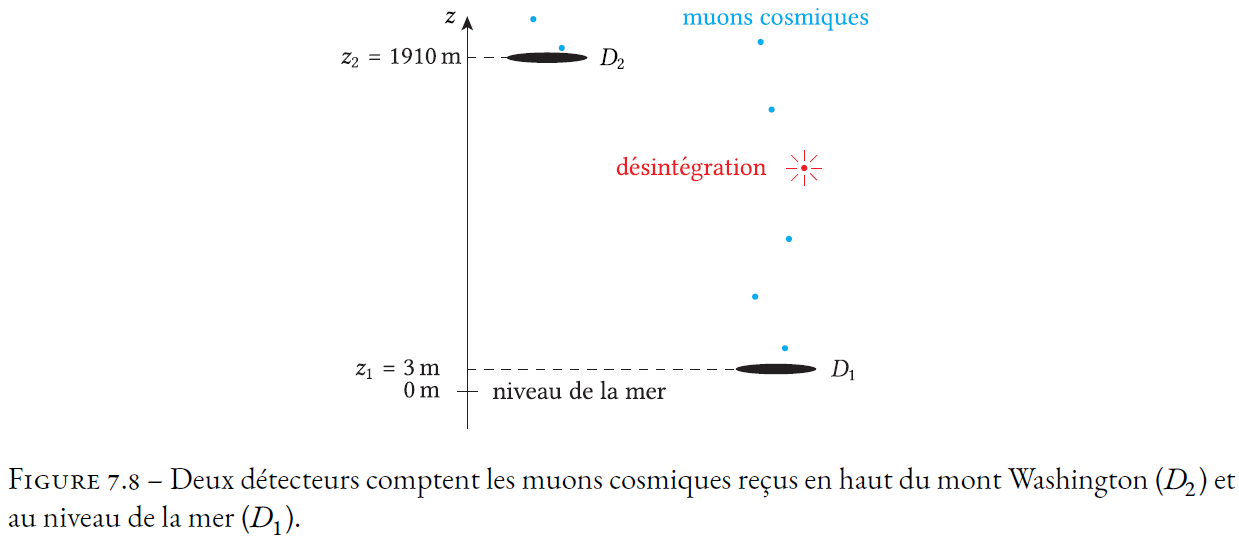 z
muons cosmiques
z₂ = 1910 m
D₂
désintégration
z₁ = 3 m
D₁
0 m
niveau de la mer
FIGURE 7.8 – Deux détecteurs comptent les muons cosmiques reçus en haut du mont Washington (D₂) et
au niveau de la mer (D₁).